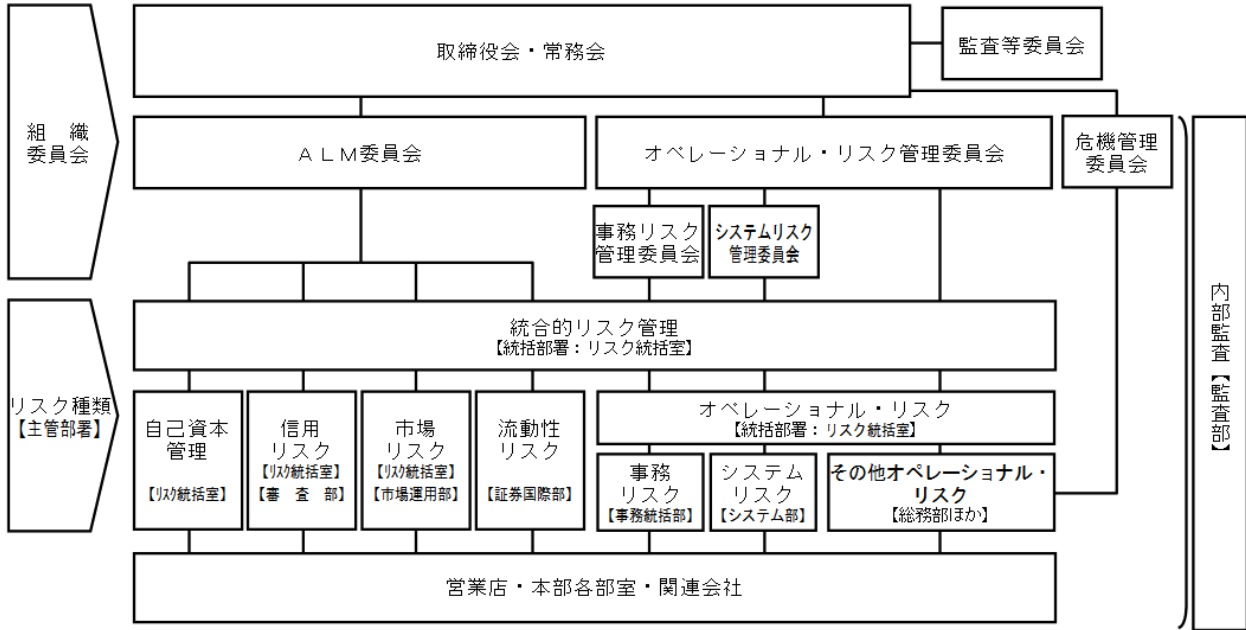 取締役会・常務会
監査等委員会
組　織
委員会
ＡＬＭ委員会
オペレーショナル・リスク管理委員会
危機管理
委員会
事務リスク
管理委員会
システムリスク
管理委員会
内部監査【監査部】
統合的リスク管理
【統括部署：リスク統括室】
リスク種類
【主管部署】
自己資本
管理
【リスク統括室】
信用
リスク
【リスク統括室】
【審　査　部】
市場
リスク
【リスク統括室】
【市場運用部】
流動性
リスク
【証券国際部】
オペレーショナル・リスク
【統括部署：リスク統括室】
事務
リスク
【事務統括部】
システム
リスク
【システム部】
その他オペレーショナル・
リスク
【総務部ほか】
営業店・本部各部室・関連会社